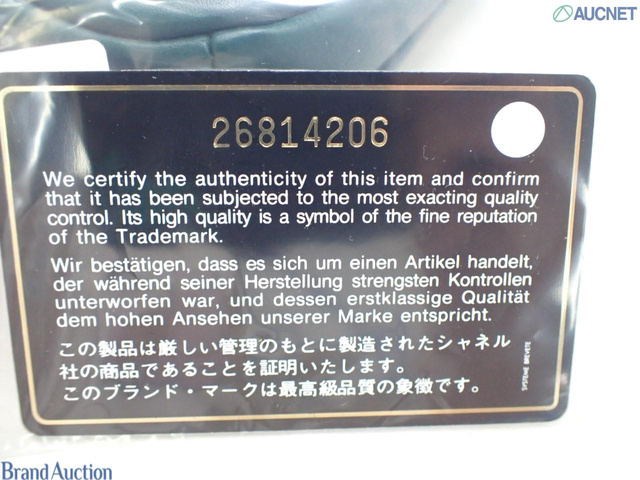 AUCNET
26814206
We certify the authenticity of this item and confirm
that it has been subjected to the most exacting quality
control. Its high quality is a symbol of the fine reputation
of the Trademark.
Wir bestätigen, dass es sich um einen Artikel handelt,
der während seiner Herstellung strengsten Kontrollen
unterworfen war, und dessen erstklassige Qualität
dem hohen Ansehen unserer Marke entspricht.
この製品は厳しい管理のもとに製造されたシャネル
社の商品であることを証明いたします。
このブランド・マークは最高級品質の象徴です。
SYSTEME BREVETE
Brand Auction